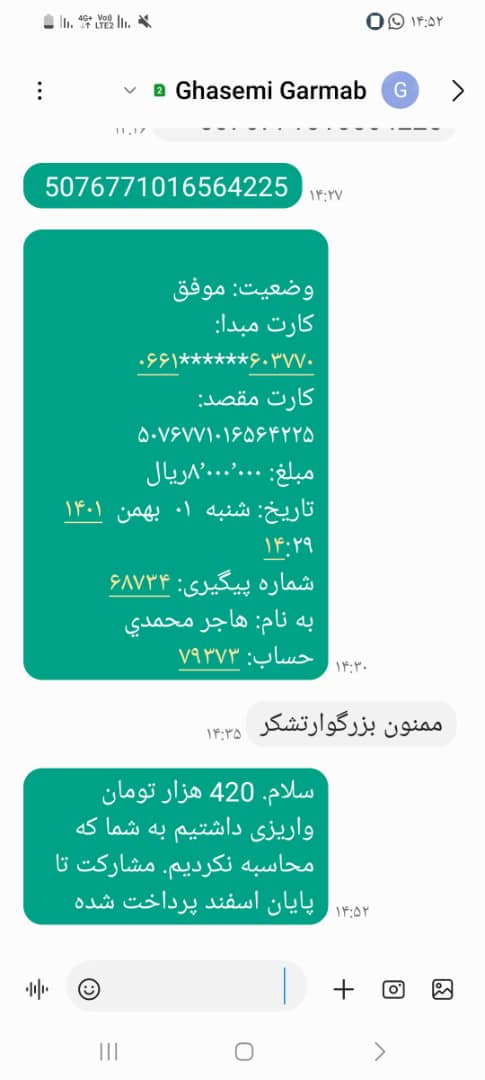 ۱۴:۵۲
4G+ Vo) LTE2
2 Ghasemi Garmab
G
5076771016564225
۱۴:۲۷
وضعیت: موفق
کارت مبدا:
۶۰۳۷۷۰******۰۶۶۱
کارت مقصد:
۵۰۷۶۷۷۱۰۱۶۵۶۴۲۲۵
مبلغ: ۸٬۰۰۰٬۰۰۰ریال
تاریخ: شنبه ۰۱ بهمن ۱۴۰۱
۱۴:۲۹
شماره پیگیری: ۶۸۷۳۴
به نام: هاجر محمدي
حساب: ۷۹۳۷۳
۱۴:۳۰
ممنون بزرگوارتشکر
۱۴:۳۵
سلام. 420 هزار تومان
واریزی داشتیم به شما که
محاسبه نکردیم. مشارکت تا
پایان اسفند پرداخت شده
۱۴:۵۲